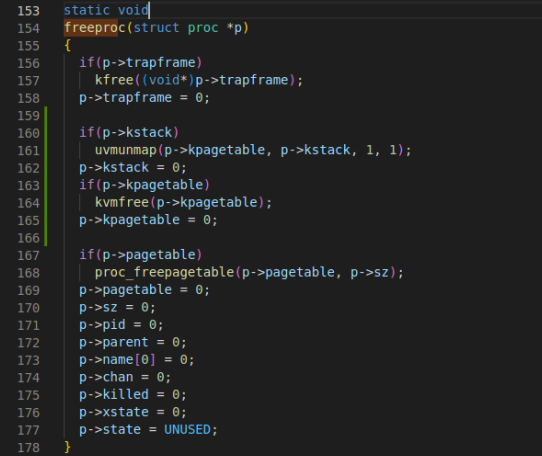 153 static void
154 freeproc(struct proc *p)
155 {
156   if(p->trapframe)
157     kfree((void*)p->trapframe);
158   p->trapframe = 0;
159
160   if(p->kstack)
161     uvmunmap(p->kpagetable, p->kstack, 1, 1);
162   p->kstack = 0;
163   if(p->kpagetable)
164     kvmfree(p->kpagetable);
165   p->kpagetable = 0;
166
167   if(p->pagetable)
168     proc_freepagetable(p->pagetable, p->sz);
169   p->pagetable = 0;
170   p->sz = 0;
171   p->pid = 0;
172   p->parent = 0;
173   p->name[0] = 0;
174   p->chan = 0;
175   p->killed = 0;
176   p->xstate = 0;
177   p->state = UNUSED;
178 }